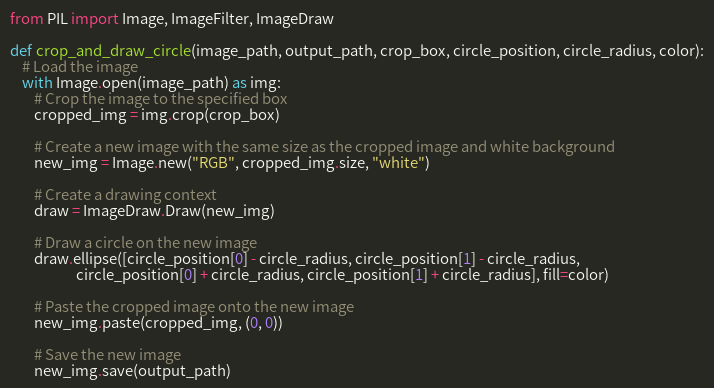 from PIL import Image, ImageFilter, ImageDraw

def crop_and_draw_circle(image_path, output_path, crop_box, circle_position, circle_radius, color):
    # Load the image
    with Image.open(image_path) as img:
        # Crop the image to the specified box
        cropped_img = img.crop(crop_box)

        # Create a new image with the same size as the cropped image and white background
        new_img = Image.new("RGB", cropped_img.size, "white")

        # Create a drawing context
        draw = ImageDraw.Draw(new_img)

        # Draw a circle on the new image
        draw.ellipse([circle_position[0] - circle_radius, circle_position[1] - circle_radius,
                      circle_position[0] + circle_radius, circle_position[1] + circle_radius], fill=color)

        # Paste the cropped image onto the new image
        new_img.paste(cropped_img, (0, 0))

        # Save the new image
        new_img.save(output_path)